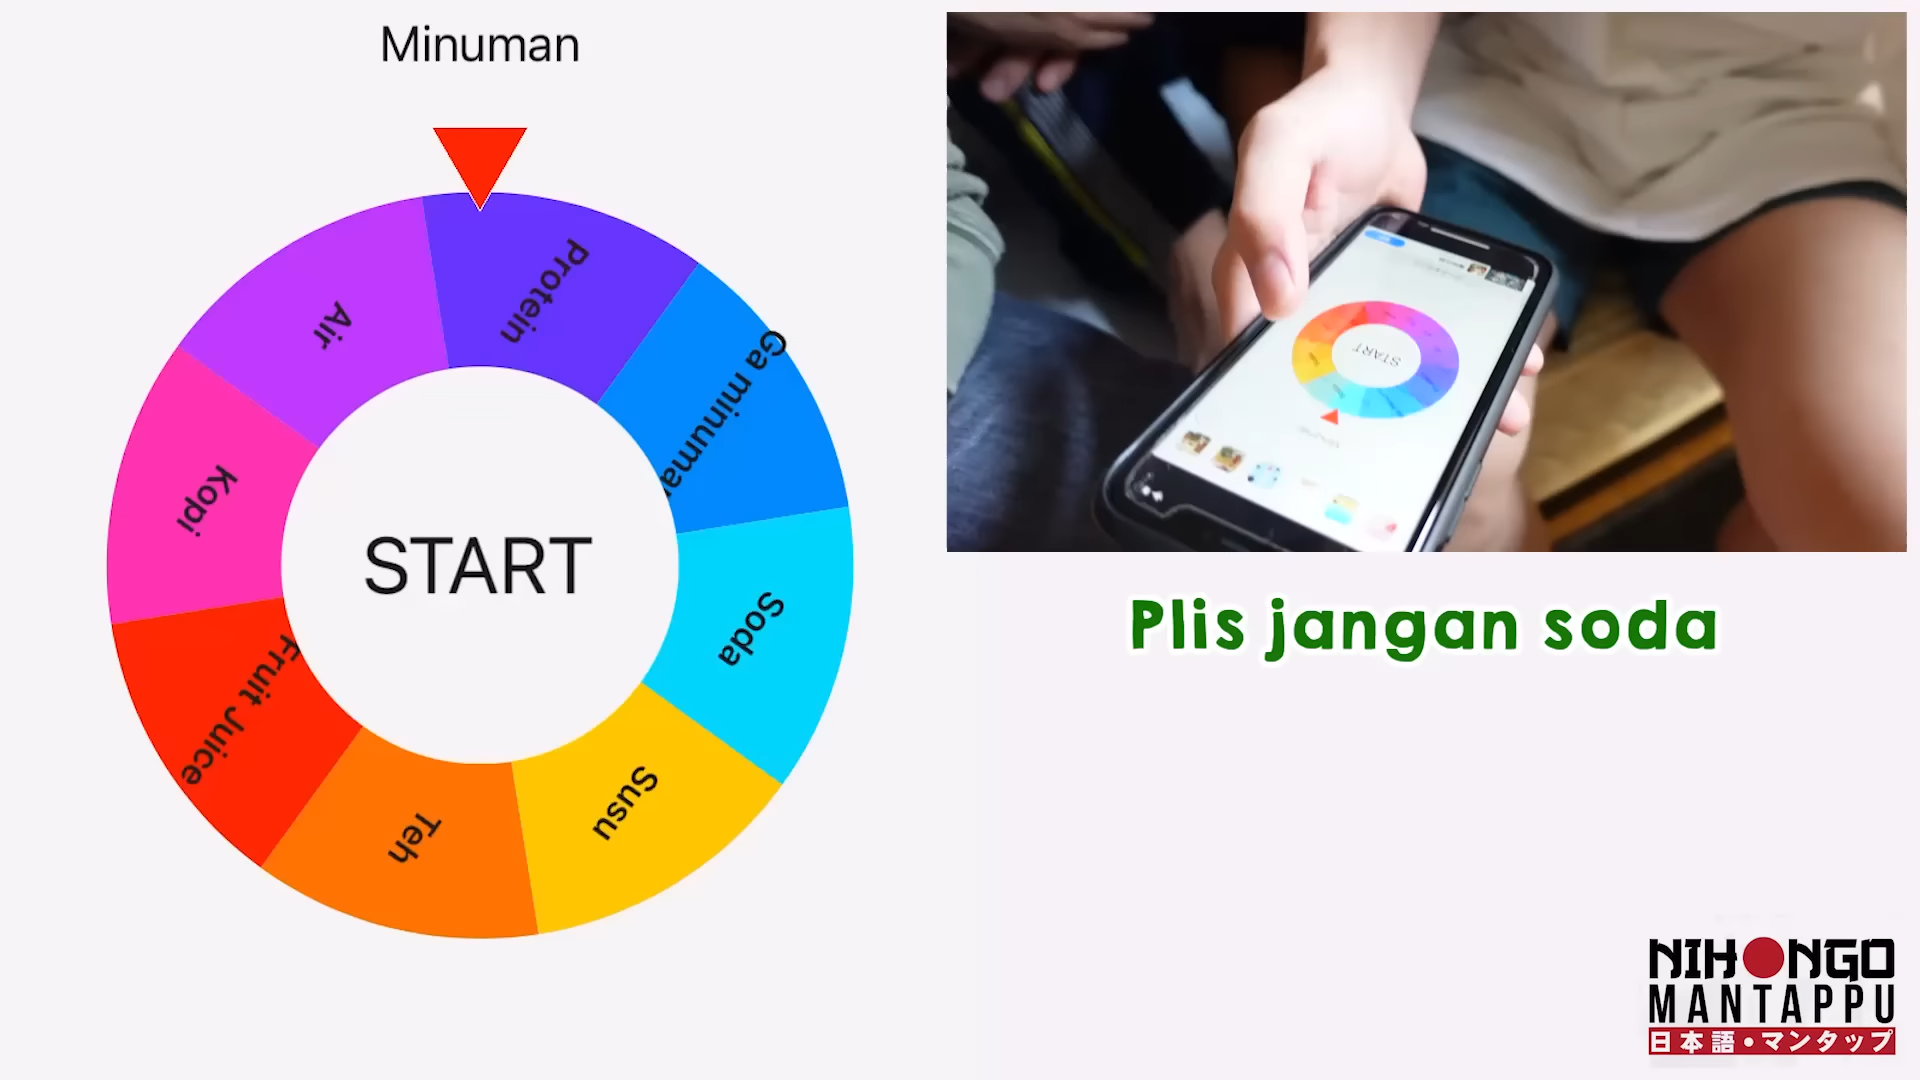 Minuman
Protein
Ga minuma
Soda
Susu
Teh
Fruit Juice
Kopi
Air
START
START
Plis jangan soda
NIHONGO
MANTAPPU
日本語・マンタップ